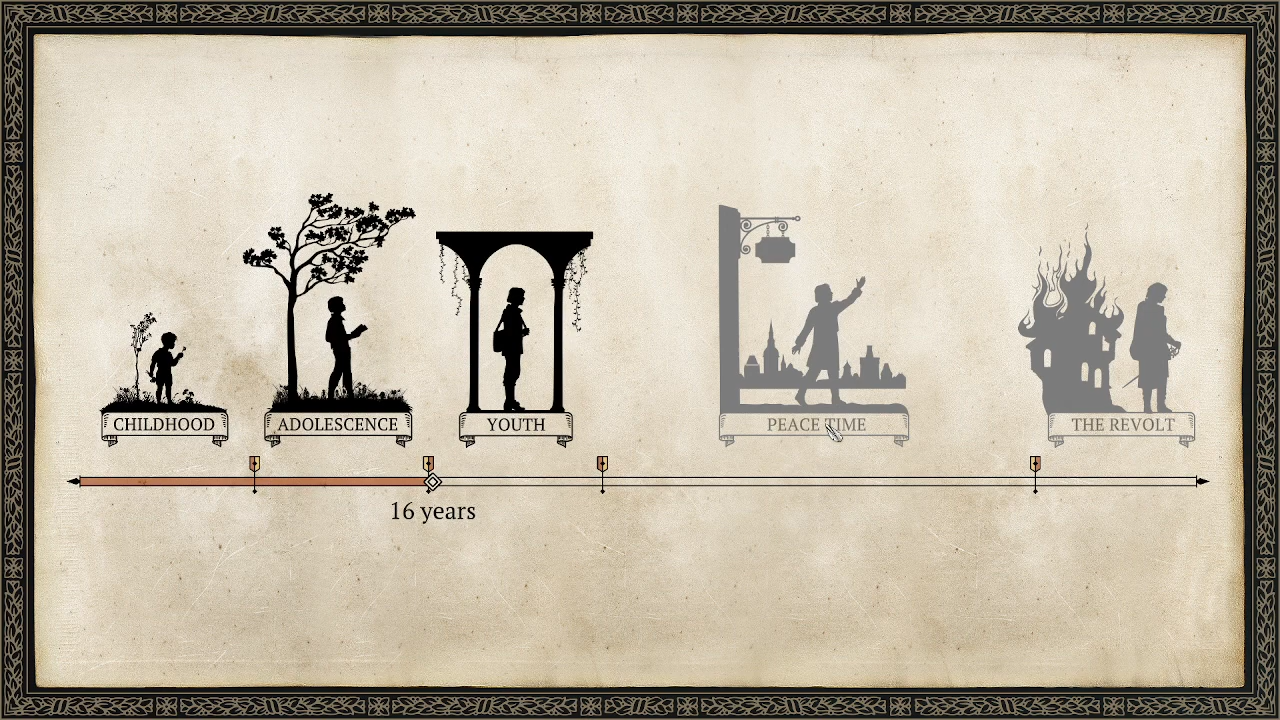 CHILDHOOD
ADOLESCENCE
YOUTH
PEACE TIME
THE REVOLT
16 years